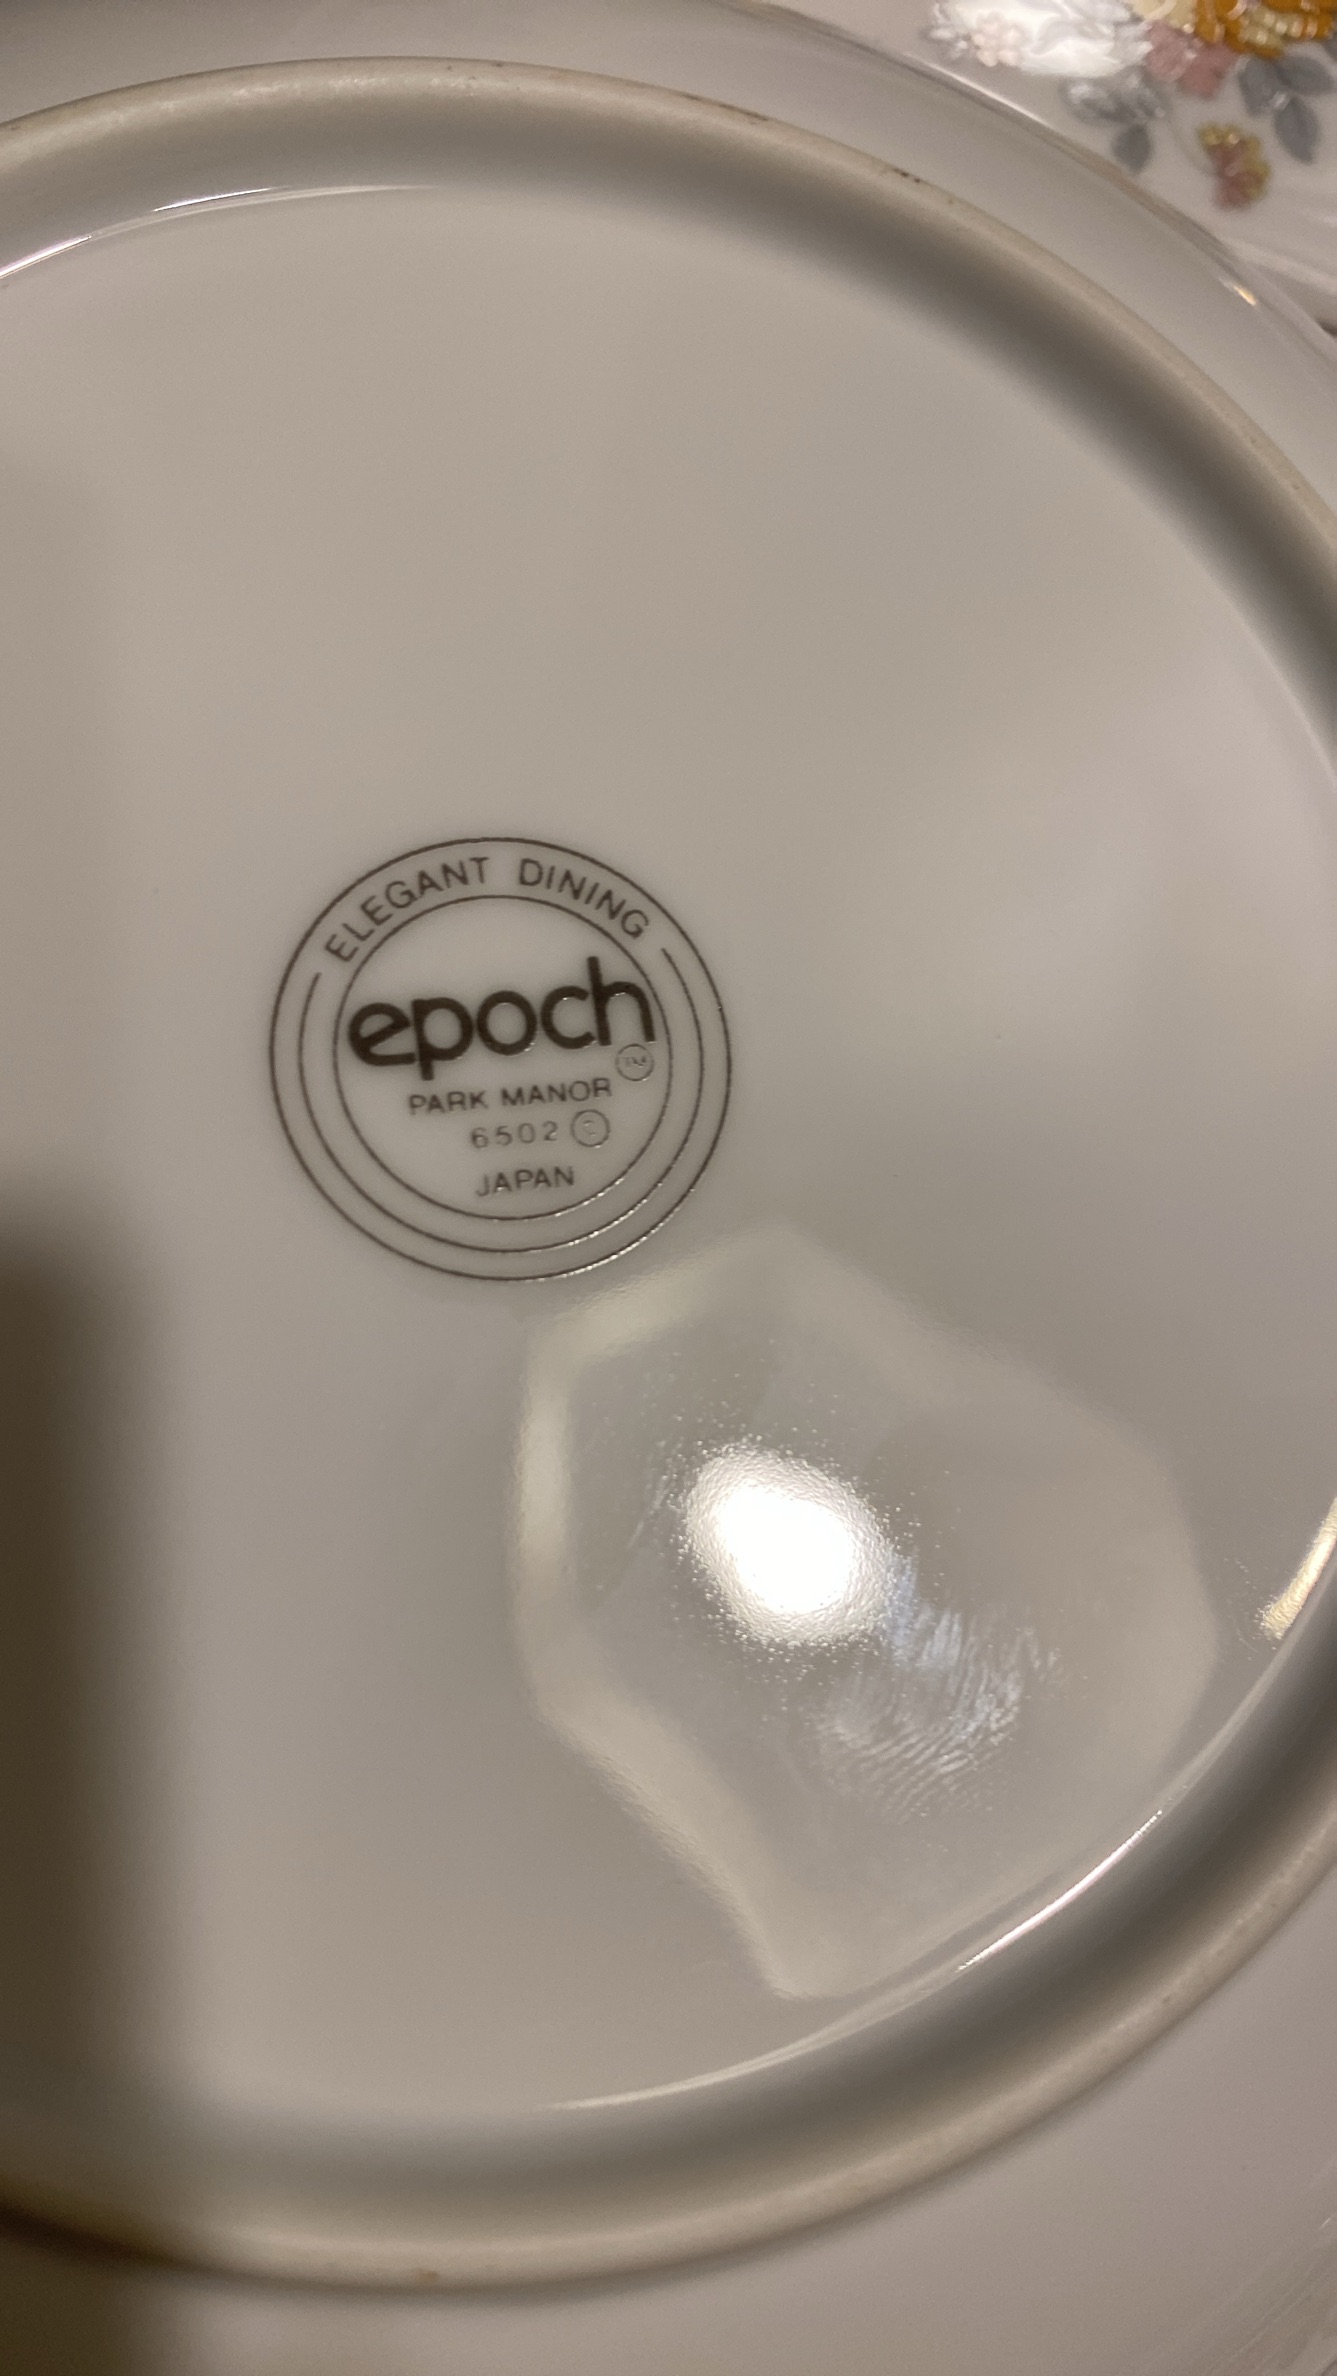 ELEGANT DINING
epoch
TM
PARK MANOR
6502 ©
JAPAN